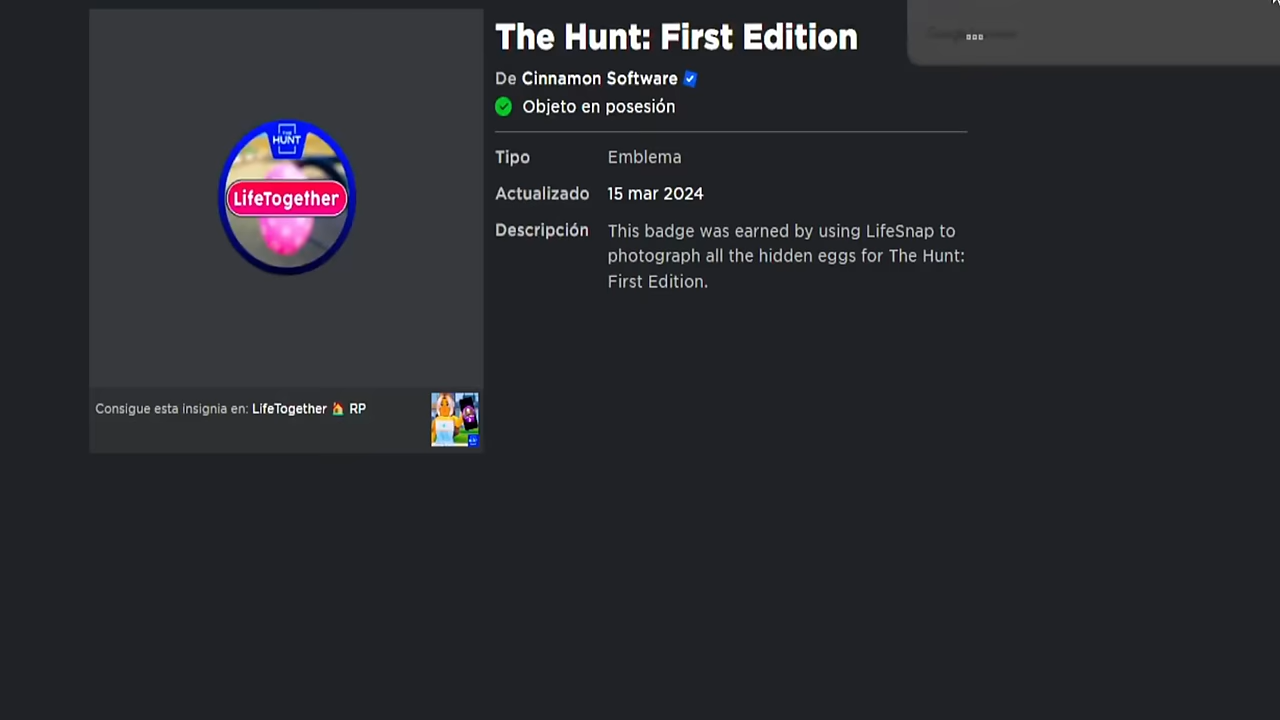 The Hunt: First Edition
De Cinnamon Software
Objeto en posesión
Tipo Emblema
Actualizado 15 mar 2024
Descripción This badge was earned by using LifeSnap to
photograph all the hidden eggs for The Hunt:
First Edition.
THE
HUNT
LifeTogether
Consigue esta insignia en: LifeTogether 🏠 RP